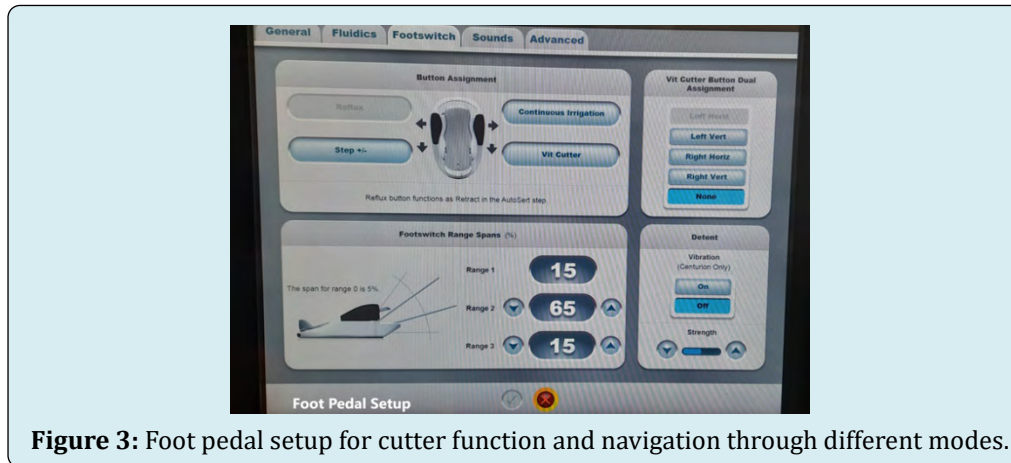 General Fluidics Footswitch Sounds Advanced
Button Assignment
Reflux
Continuous Irrigation
Step +/-
Vit Cutter
Reflux button functions as Retract in the AutoSert step.
Vit Cutter Button Dual
Assignment
Left Horiz
Left Vert
Right Horiz
Right Vert
None
Footswitch Range Spans (%)
The span for range 0 is 5%.
Range 1 15
Range 2 65
Range 3 15
Detent
Vibration
(Centurion Only)
On
Off
Strength
Foot Pedal Setup
Figure 3: Foot pedal setup for cutter function and navigation through different modes.